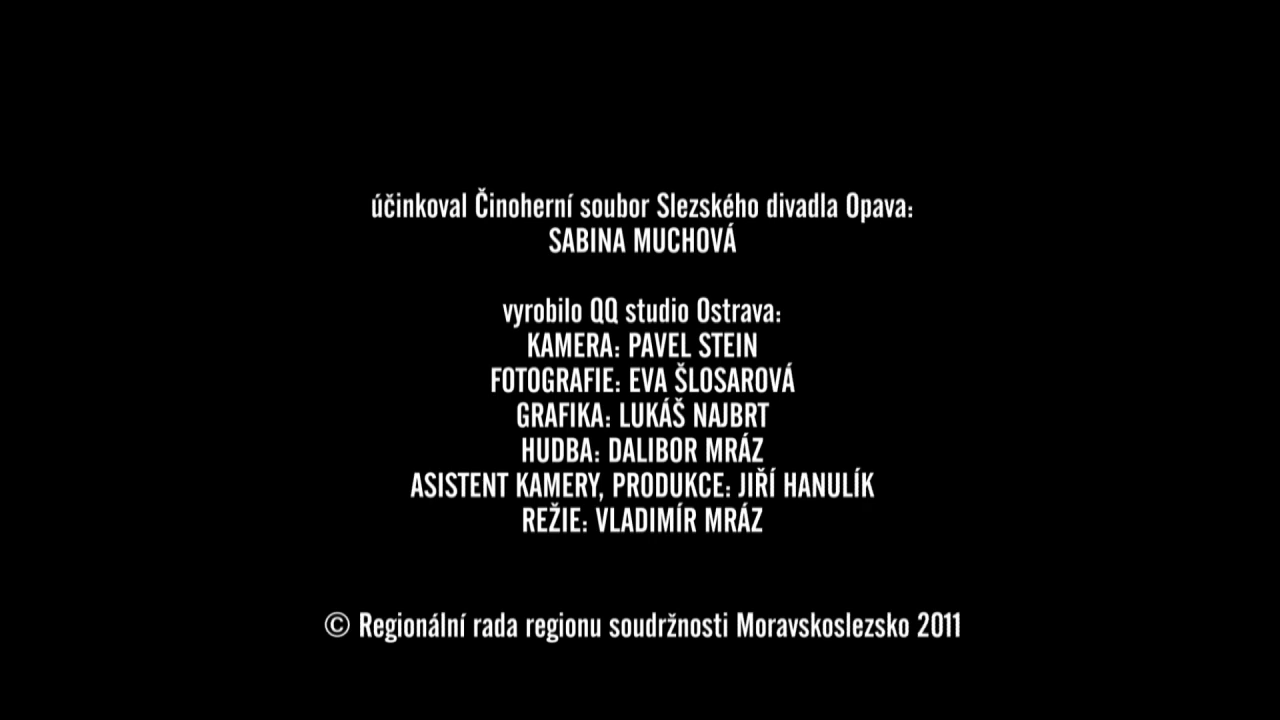 účinkoval Činoherní soubor Slezského divadla Opava:
SABINA MUCHOVÁ
vyrobilo QQ studio Ostrava:
KAMERA: PAVEL STEIN
FOTOGRAFIE: EVA ŠLOSAROVÁ
GRAFIKA: LUKÁŠ NAJBRT
HUDBA: DALIBOR MRÁZ
ASISTENT KAMERY, PRODUKCE: JIŘÍ HANULÍK
REŽIE: VLADIMÍR MRÁZ
© Regionální rada regionu soudržnosti Moravskoslezsko 2011